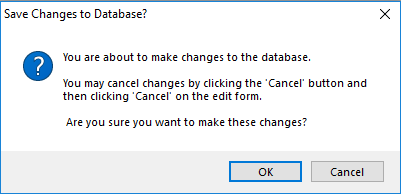 Save Changes to Database?
You are about to make changes to the database.
You may cancel changes by clicking the 'Cancel' button and
then clicking 'Cancel' on the edit form.
Are you sure you want to make these changes?
OK Cancel